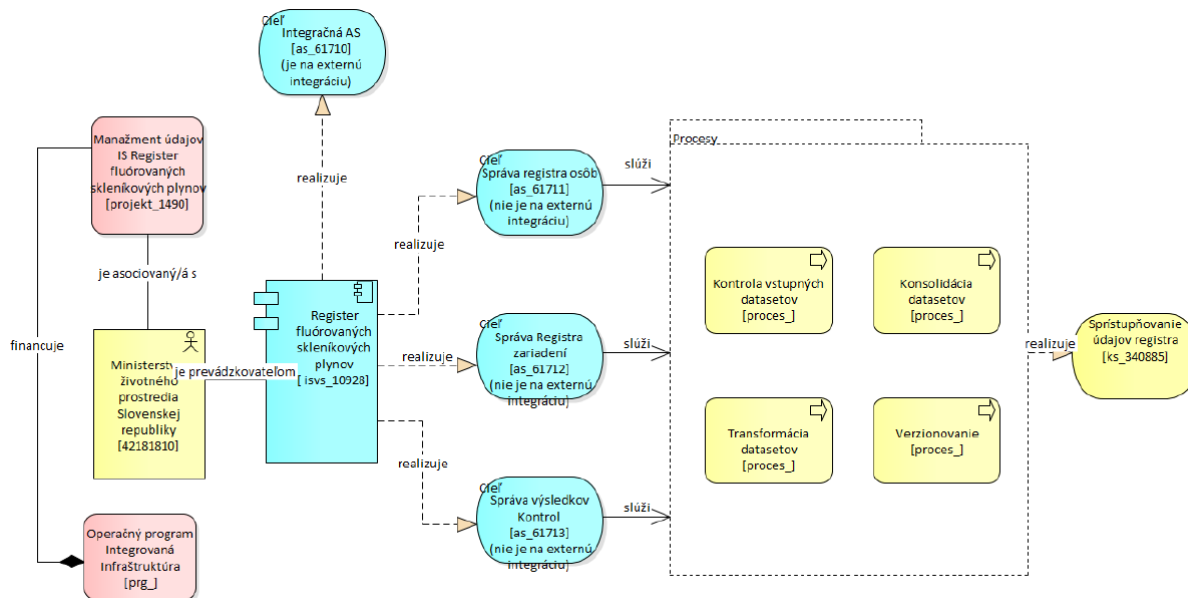 Cieľ
Integračná AS
[as_61710]
(je na externú
integráciu)
Manažment údajov
IS Register
fluórovaných
skleníkových plynov
[projekt_1490]
realizuje
Procesy
Cieľ
Správa registra osôb
[as_61711]
(nie je na externú
integráciu)
slúži
realizuje
je asociovaný/á s
Kontrola vstupných
datasetov
[proces_]
Konsolidácia
datasetov
[proces_]
Register
fluórovaných
skleníkových
plynov
[isvs_10928]
financuje
Ministerstv
životného
prostredia
Slovenskej
republiky
[42181810]
je prevádzkovateľom
realizuje
Cieľ
Správa Registra
zariadení
[as_61712]
(nie je na externú
integráciu)
slúži
realizuje
Sprístupňovanie
údajov registra
[ks_340885]
Transformácia
datasetov
[proces_]
Verzionovanie
[proces_]
realizuje
Cieľ
Správa výsledkov
Kontrol
[as_61713]
(nie je na externú
integráciu)
slúži
Operačný program
Integrovaná
Infraštruktúra
[prg_]